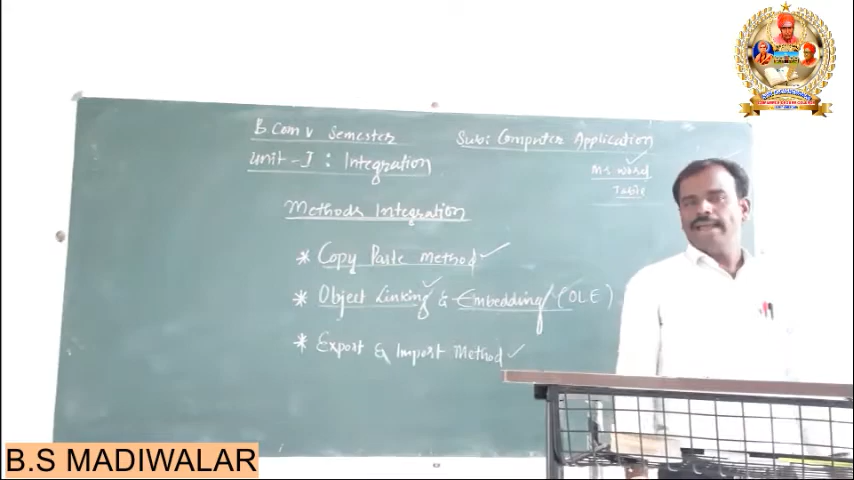 B Com V Semester
Sub: Computer Application
Unit-I : Integration
Ms Word
Table
Methods Integration
* Copy Paste Method
* Object Linking & Embedding (OLE)
* Export & Import Method
B.S MADIWALAR